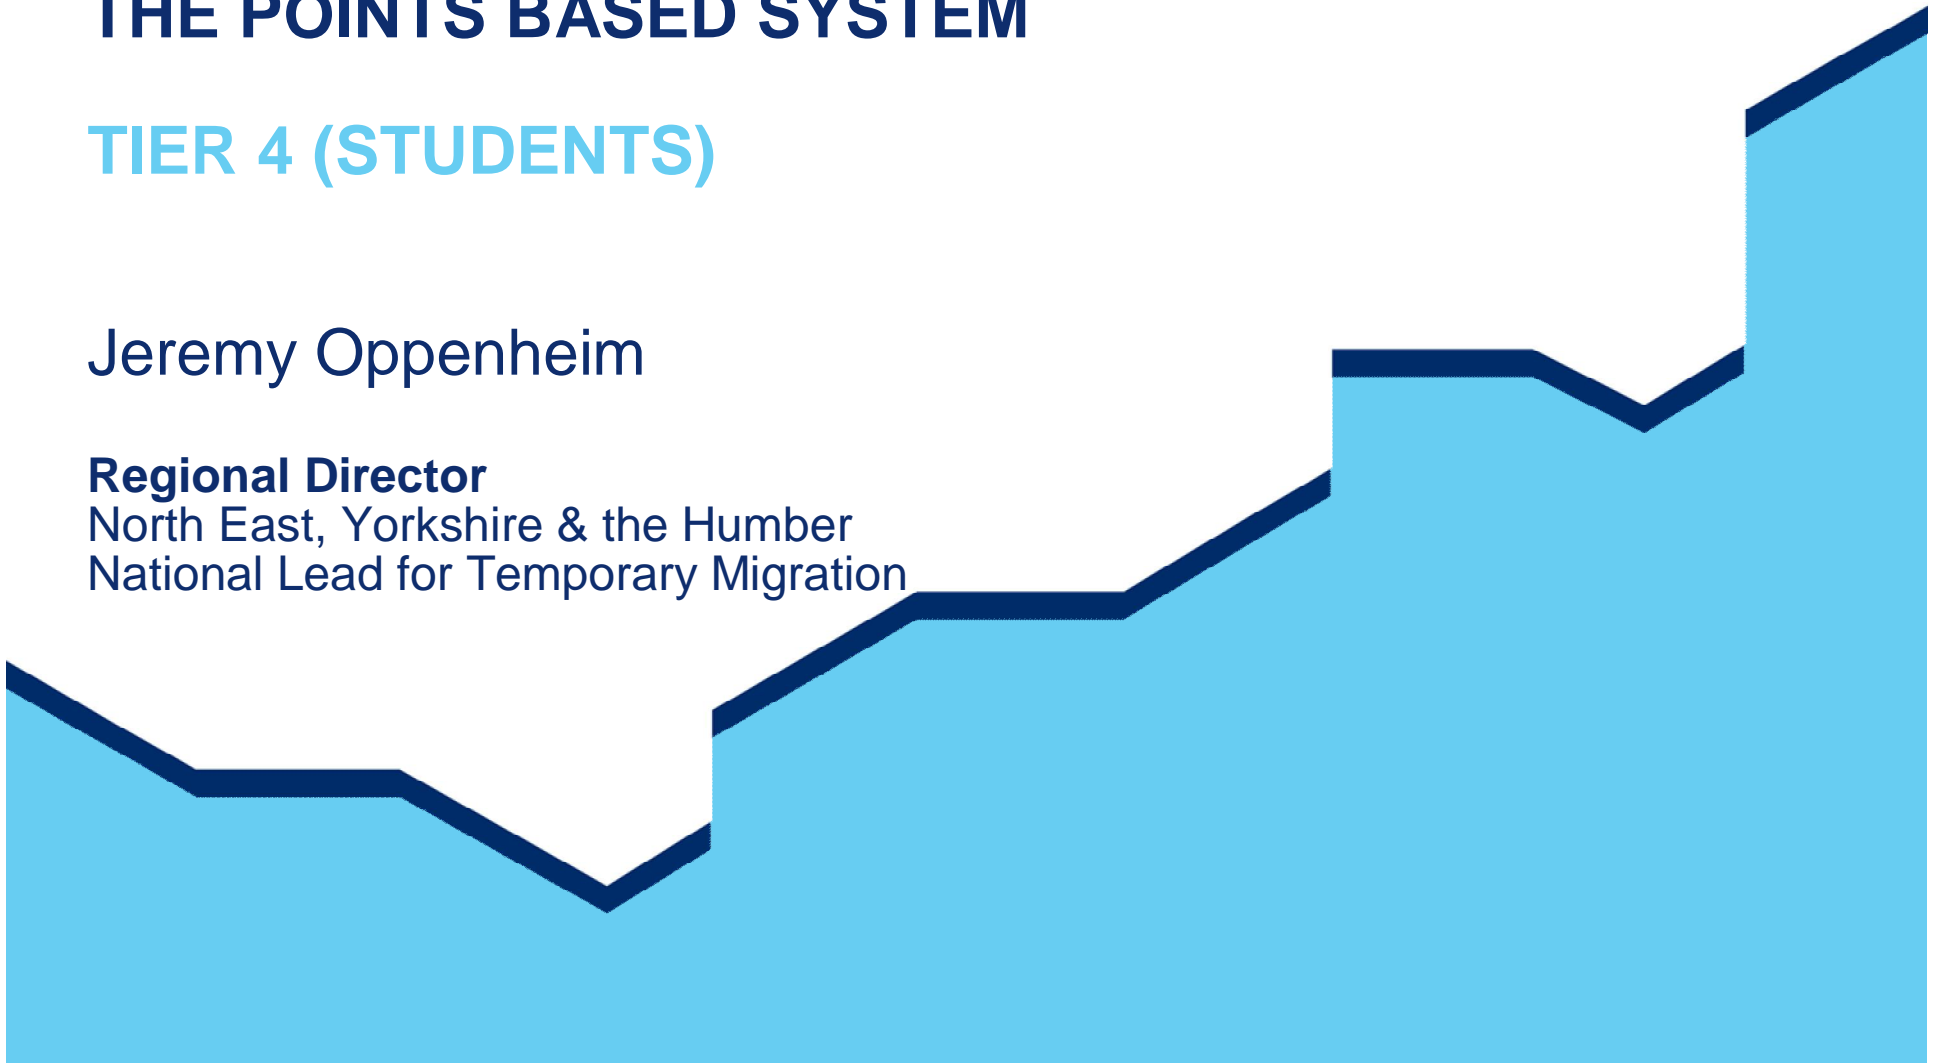 THE POINTS BASED SYSTEM
TIER 4 (STUDENTS)
Jeremy Oppenheim
Regional Director
North East, Yorkshire & the Humber
National Lead for Temporary Migration